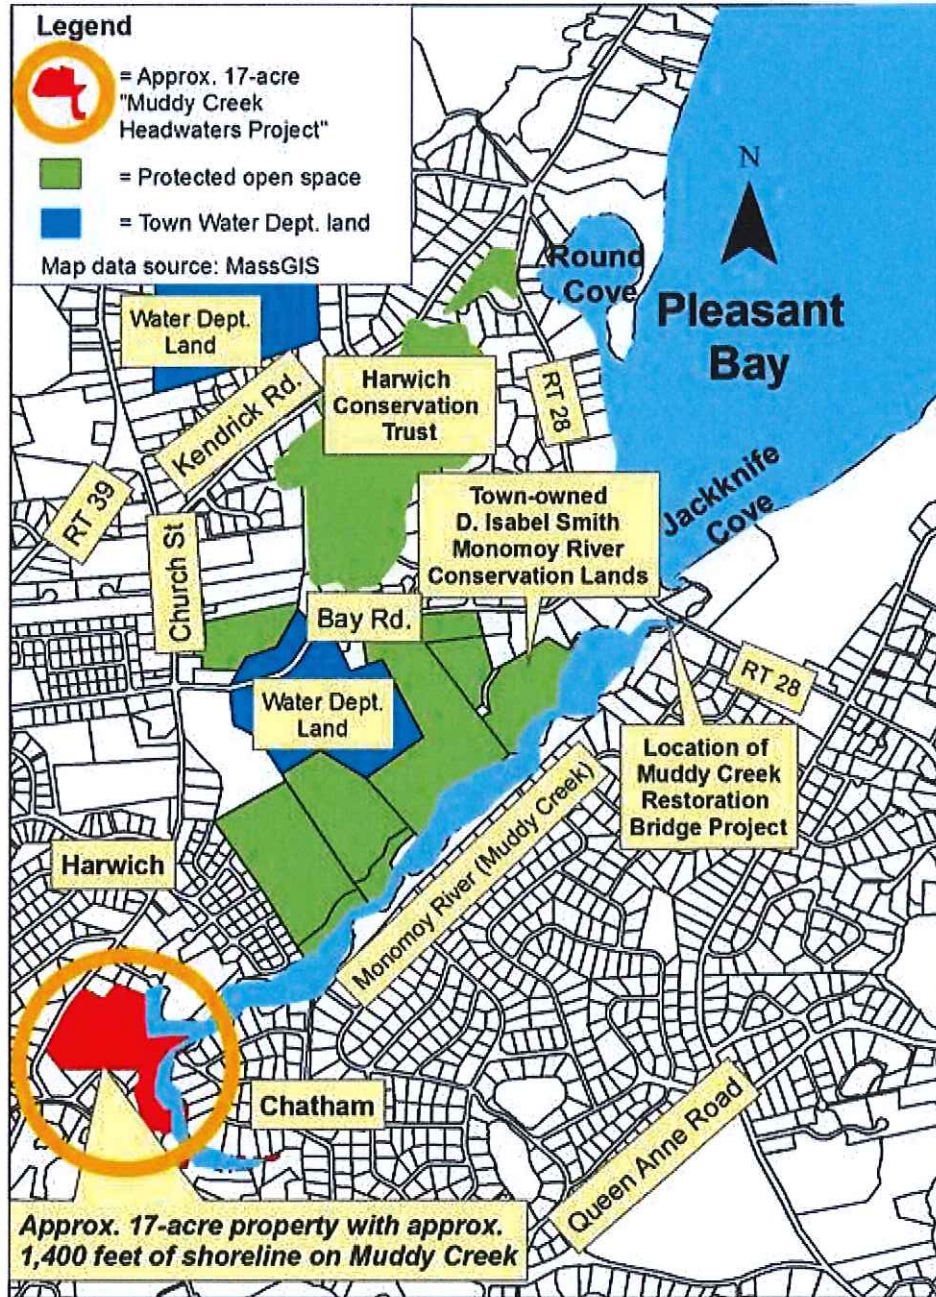 Legend
= Approx. 17-acre
"Muddy Creek
Headwaters Project"
= Protected open space
= Town Water Dept. land
Map data source: MassGIS
N
Round
Cove
Pleasant
Bay
Water Dept.
Land
Kendrick Rd.
Harwich
Conservation
Trust
RT 28
RT 39
Church St
Town-owned
D. Isabel Smith
Monomoy River
Conservation Lands
Jackknife
Cove
Bay Rd.
RT 28
Water Dept.
Land
Location of
Muddy Creek
Restoration
Bridge Project
Harwich
Monomoy River (Muddy Creek)
Chatham
Queen Anne Road
Approx. 17-acre property with approx.
1,400 feet of shoreline on Muddy Creek